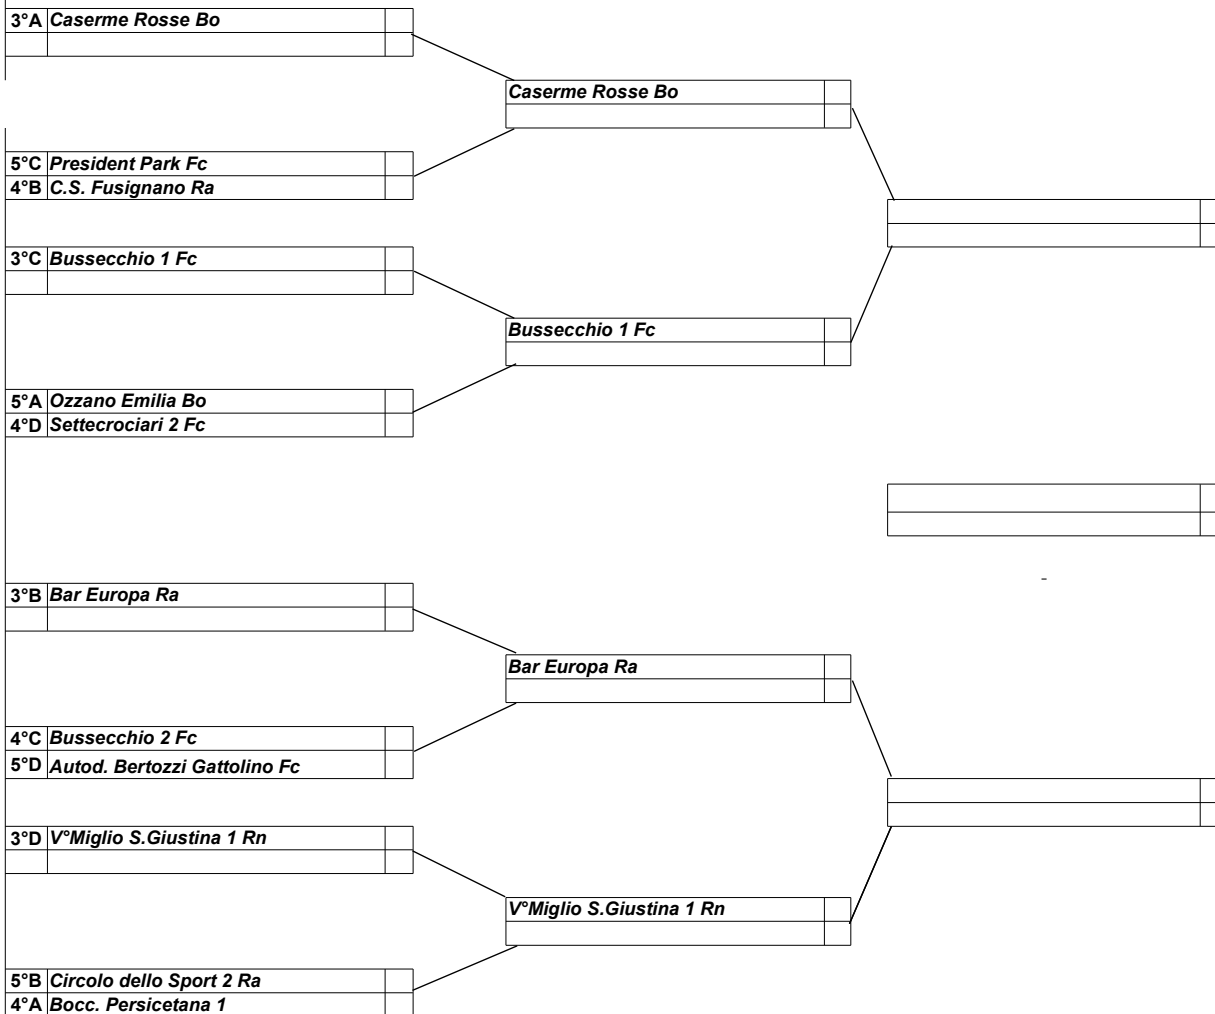 3°A Caserme Rosse Bo
Caserme Rosse Bo
5°C President Park Fc
4°B C.S. Fusignano Ra
3°C Bussecchio 1 Fc
Bussecchio 1 Fc
5°A Ozzano Emilia Bo
4°D Settecrociari 2 Fc
-
3°B Bar Europa Ra
Bar Europa Ra
4°C Bussecchio 2 Fc
5°D Autod. Bertozzi Gattolino Fc
3°D V°Miglio S.Giustina 1 Rn
V°Miglio S.Giustina 1 Rn
5°B Circolo dello Sport 2 Ra
4°A Bocc. Persicetana 1